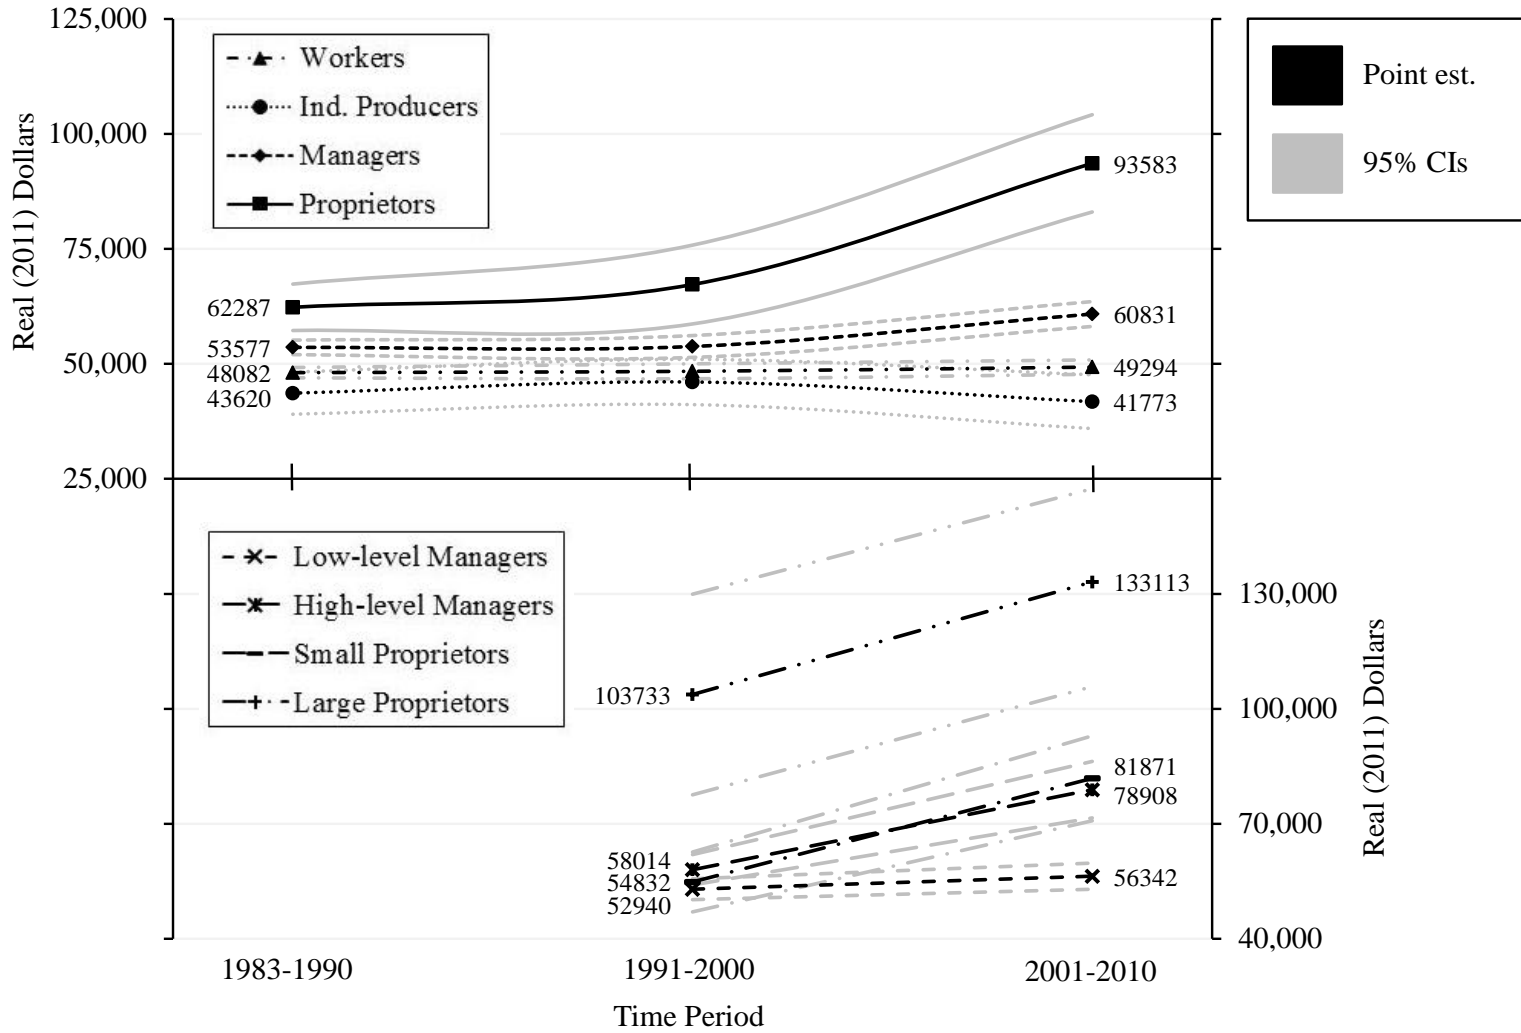 125,000
100,000
75,000
50,000
25,000
Real (2011) Dollars
Workers
Ind. Producers
Managers
Proprietors
Point est.
95% CIs
62287
53577
48082
43620
93583
60831
49294
41773
Low-level Managers
High-level Managers
Small Proprietors
Large Proprietors
103733
58014
54832
52940
133113
81871
78908
56342
130,000
100,000
70,000
40,000
Real (2011) Dollars
1983-1990
1991-2000
2001-2010
Time Period